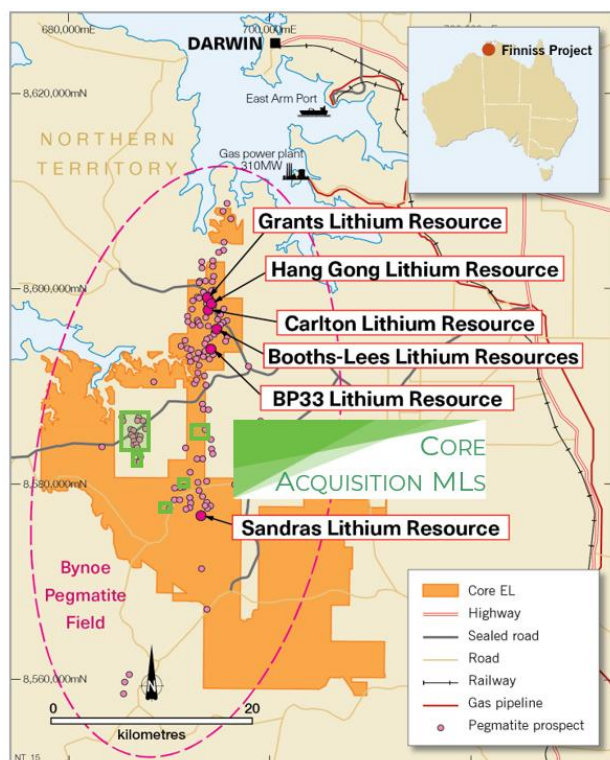 680,000mE
700,000mE
DARWIN
Finniss Project
8,620,000mN
East Arm Port
NORTHERN
TERRITORY
Gas power plant
310MW
Grants Lithium Resource
Hang Gong Lithium Resource
8,600,000mN
Carlton Lithium Resource
Booths-Lees Lithium Resources
BP33 Lithium Resource
CORE
ACQUISITION MLS
8,580,000mN
Sandras Lithium Resource
Bynoe
Pegmatite
Field
Core EL
Highway
Sealed road
Road
Railway
Gas pipeline
Pegmatite prospect
8,560,000mN
N
0 20
kilometres
NT_15